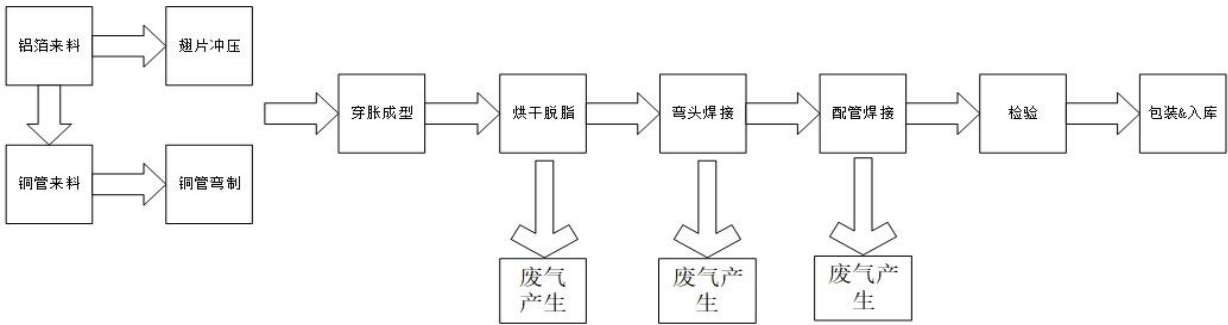 铝箔来料
翅片冲压
铜管来料
铜管弯制
穿胀成型
烘干脱脂
弯头焊接
配管焊接
检验
包装&入库
废气
产生
废气产
生
废气产
生